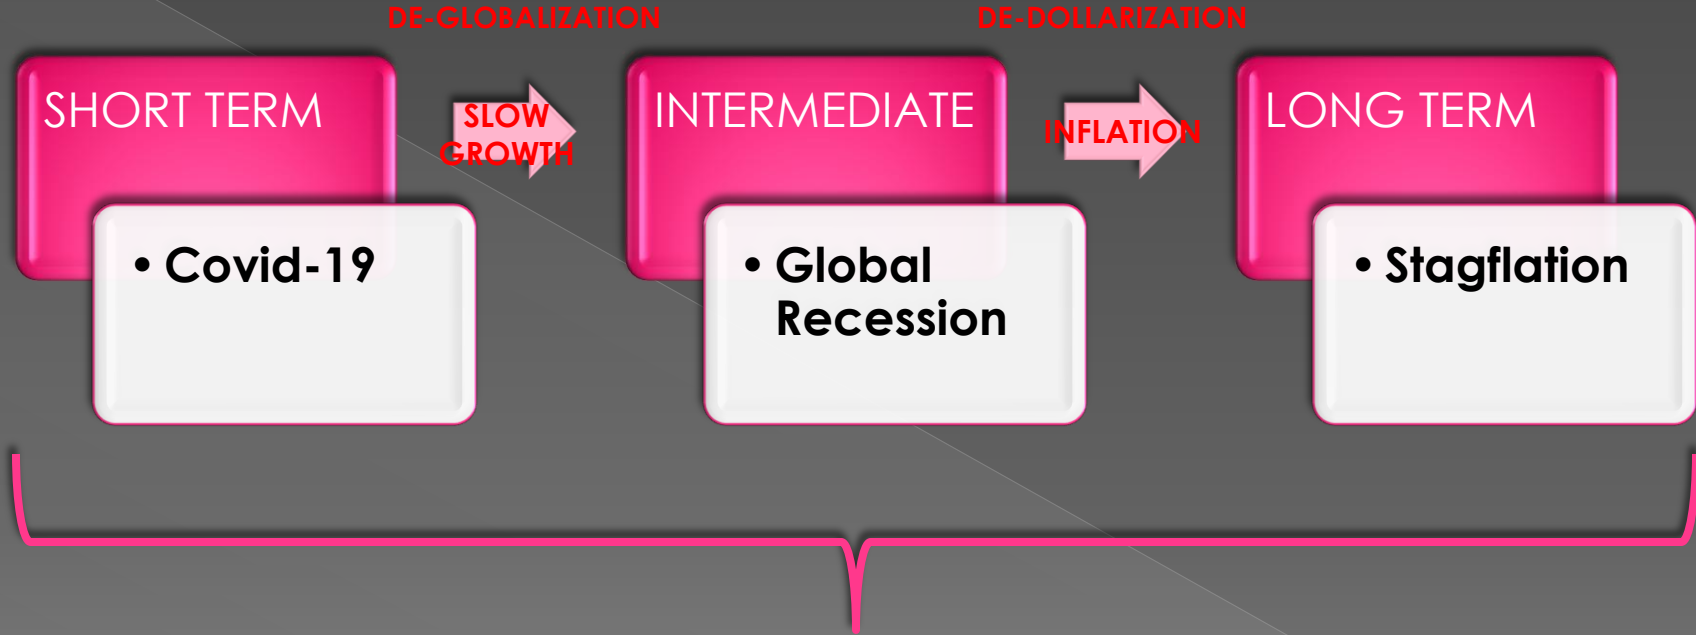 DE-GLOBALIZATION
DE-DOLLARIZATION
SHORT TERM
SLOW
GROWTH
INTERMEDIATE
INFLATION
LONG TERM
• Covid-19
• Global
Recession
• Stagflation